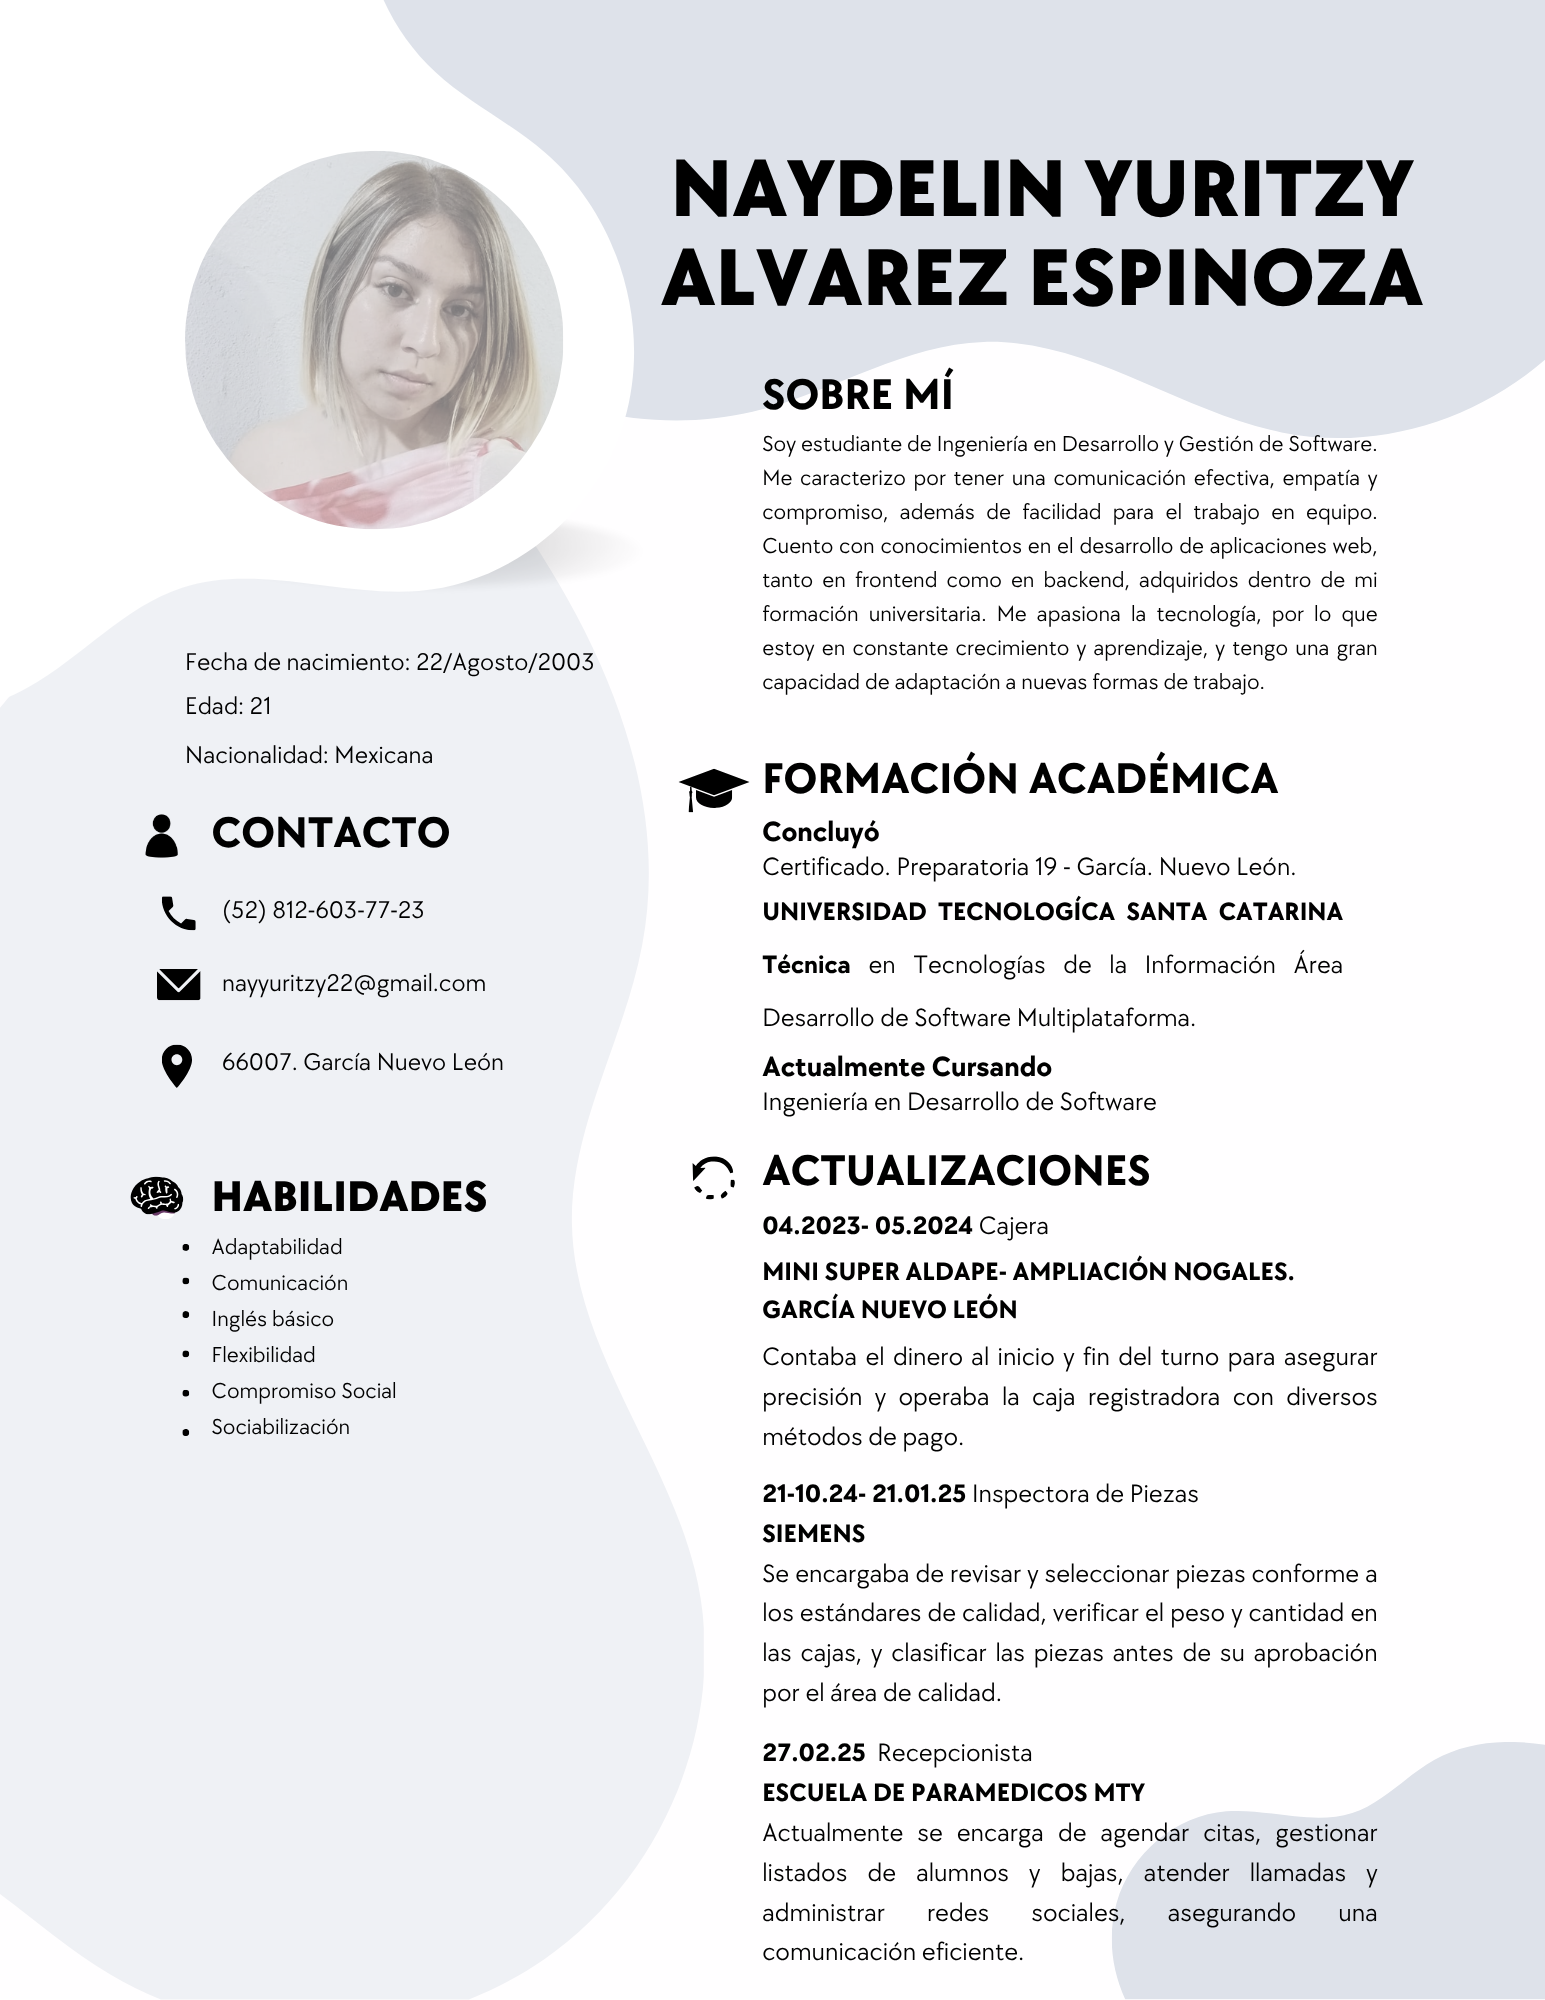 NAYDELIN YURITZY
ALVAREZ ESPINOZA
SOBRE MÍ
Soy estudiante de Ingeniería en Desarrollo y Gestión de Software.
Me caracterizo por tener una comunicación efectiva, empatía y
compromiso, además de facilidad para el trabajo en equipo.
Cuento con conocimientos en el desarrollo de aplicaciones web,
tanto en frontend como en backend, adquiridos dentro de mi
formación universitaria. Me apasiona la tecnología, por lo que
estoy en constante crecimiento y aprendizaje, y tengo una gran
capacidad de adaptación a nuevas formas de trabajo.
Fecha de nacimiento: 22/Agosto/2003
Edad: 21
Nacionalidad: Mexicana
CONTACTO
(52) 812-603-77-23
nayyuritzy22@gmail.com
66007. García Nuevo León
HABILIDADES
• Adaptabilidad
• Comunicación
• Inglés básico
• Flexibilidad
• Compromiso Social
• Sociabilización
FORMACIÓN ACADÉMICA
Concluyó
Certificado. Preparatoria 19 - García. Nuevo León.
UNIVERSIDAD TECNOLOGÍCA SANTA CATARINA
Técnica en Tecnologías de la Información Área
Desarrollo de Software Multiplataforma.
Actualmente Cursando
Ingeniería en Desarrollo de Software
ACTUALIZACIONES
04.2023- 05.2024 Cajera
MINI SUPER ALDAPE- AMPLIACIÓN NOGALES.
GARCÍA NUEVO LEÓN
Contaba el dinero al inicio y fin del turno para asegurar
precisión y operaba la caja registradora con diversos
métodos de pago.
21-10.24- 21.01.25 Inspectora de Piezas
SIEMENS
Se encargaba de revisar y seleccionar piezas conforme a
los estándares de calidad, verificar el peso y cantidad en
las cajas, y clasificar las piezas antes de su aprobación
por el área de calidad.
27.02.25 Recepcionista
ESCUELA DE PARAMEDICOS MTY
Actualmente se encarga de agendar citas, gestionar
listados de alumnos y bajas, atender llamadas y
administrar redes sociales, asegurando una
comunicación eficiente.